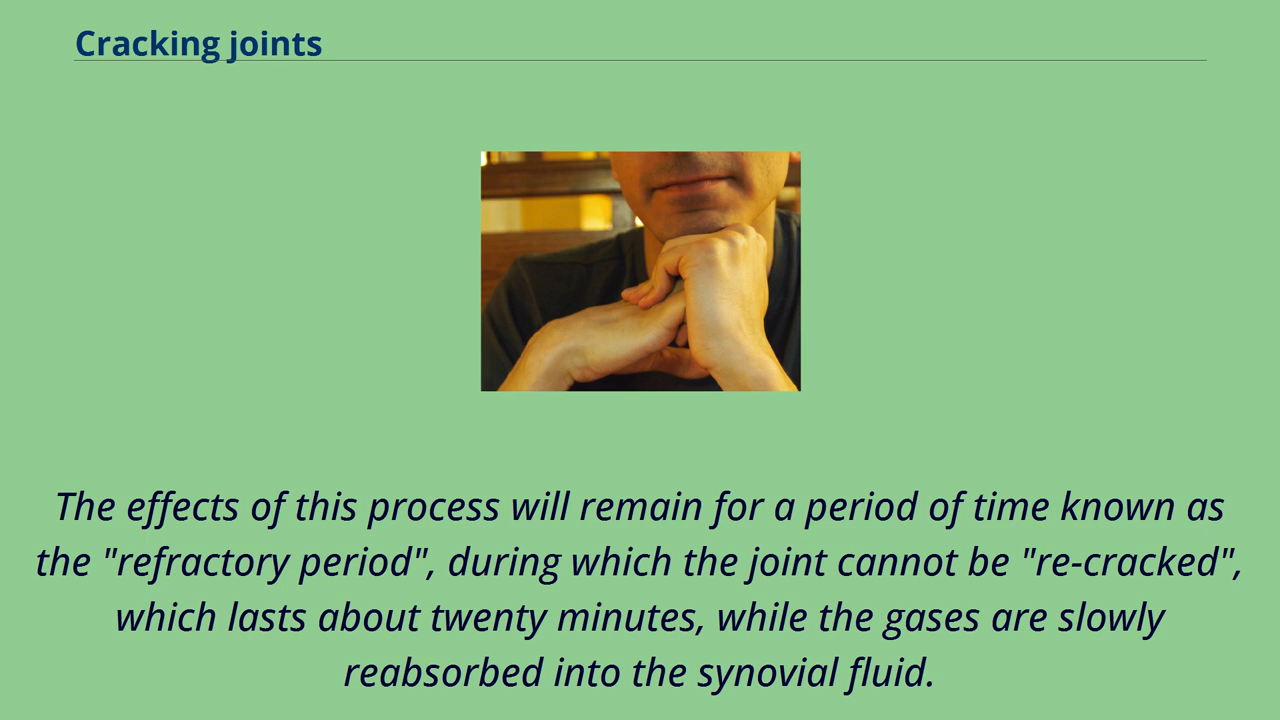 Cracking joints
The effects of this process will remain for a period of time known as
the "refractory period", during which the joint cannot be "re-cracked",
which lasts about twenty minutes, while the gases are slowly
reabsorbed into the synovial fluid.